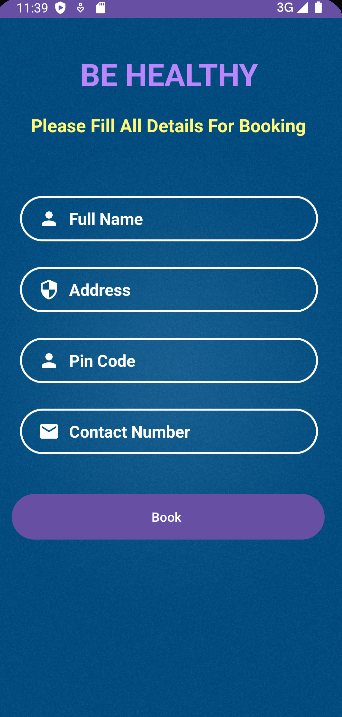 11:39 3G
BE HEALTHY
Please Fill All Details For Booking
Full Name
Address
Pin Code
Contact Number
Book